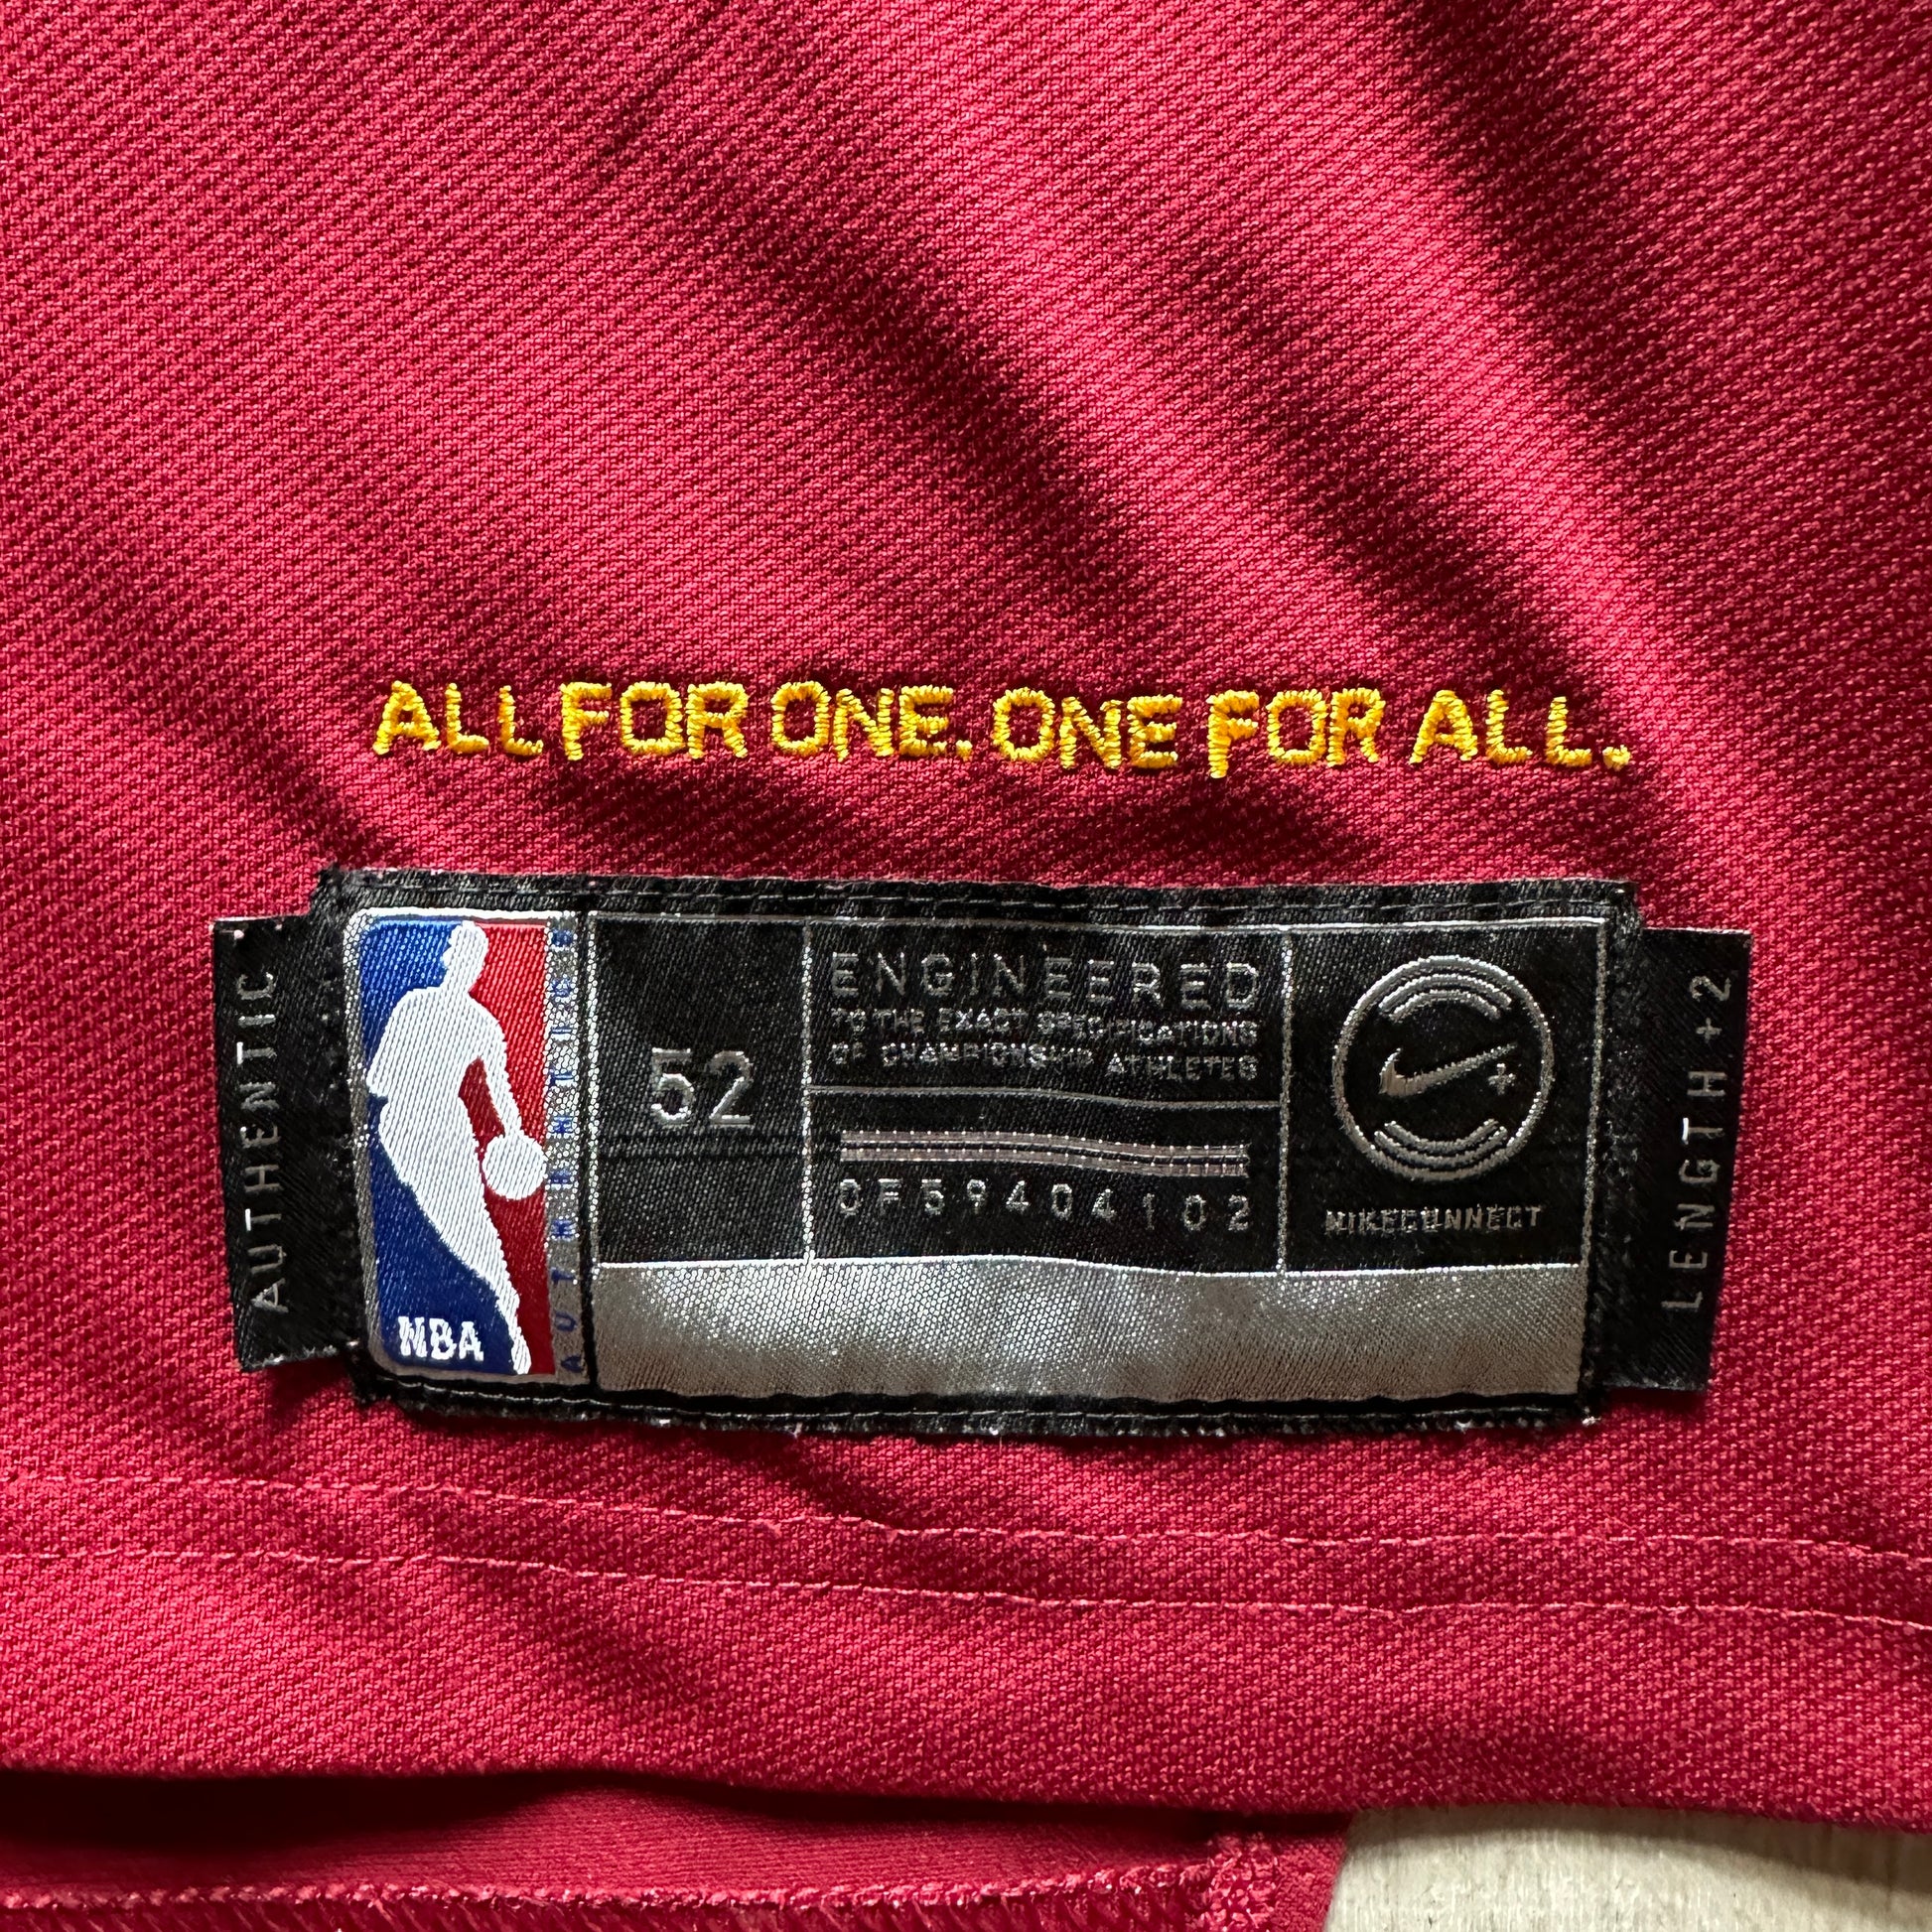 ALL FOR ONE. ONE FOR ALL.
AUTHENTIC
NBA
AUTHENTICS
52
ENGINEERED
TO THE EXACT SPECIFICATIONS
OF CHAMPIONSHIP ATHLETES
0F59404102
NIKECONNECT
LENGTH +2